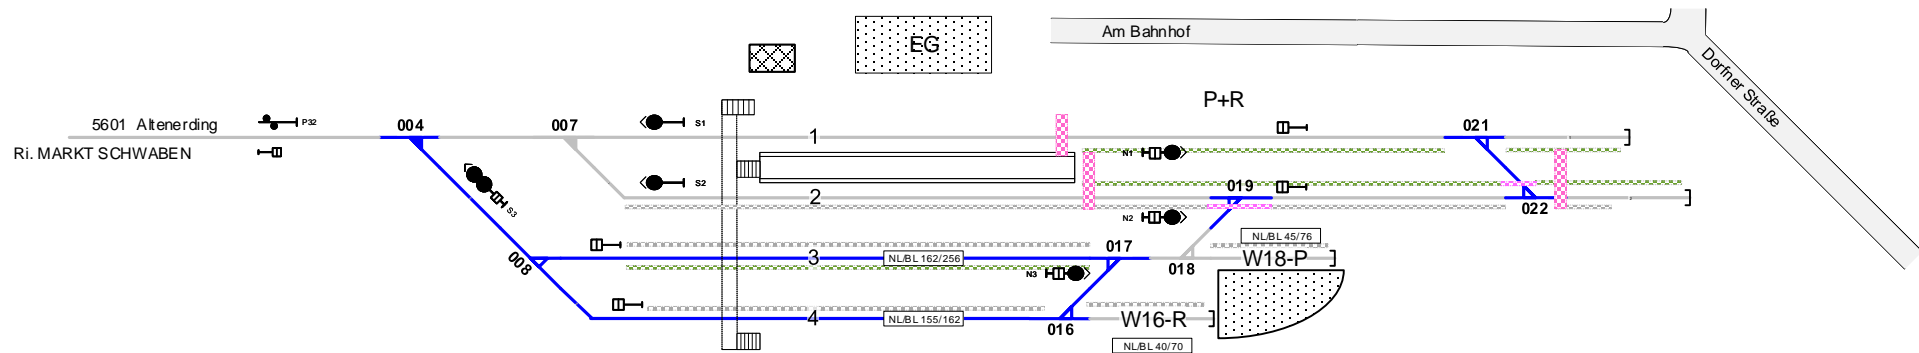 EG
Am Bahnhof
Dorfner Straße
P+R
5601 Altenerding
P32
004
007
S1
1
021
Ri. MARKT SCHWABEN
N1
S2
S3
2
019
022
N2
NL/BL 45/76
008
3
NL/BL 162/256
017
018
W18-P
N3
4
NL/BL 155/162
016
W16-R
NL/BL 40/70